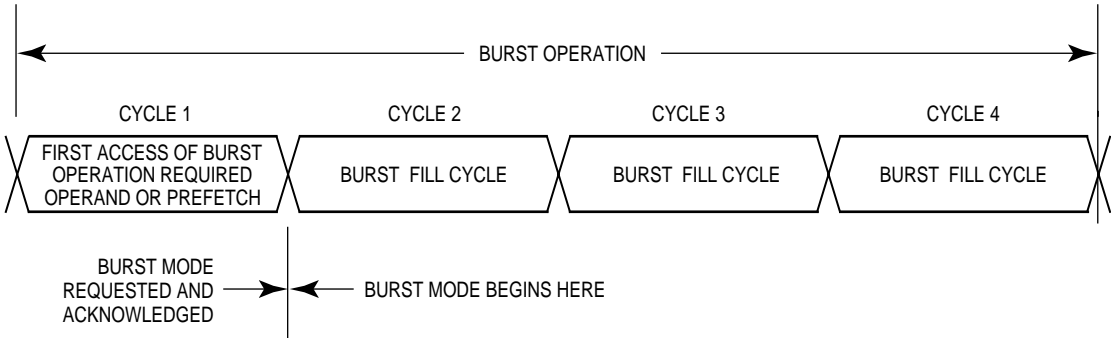 BURST OPERATION
CYCLE 1
CYCLE 2
CYCLE 3
CYCLE 4
FIRST ACCESS OF BURST
OPERATION REQUIRED
OPERAND OR PREFETCH
BURST FILL CYCLE
BURST FILL CYCLE
BURST FILL CYCLE
BURST MODE
REQUESTED AND
ACKNOWLEDGED
BURST MODE BEGINS HERE